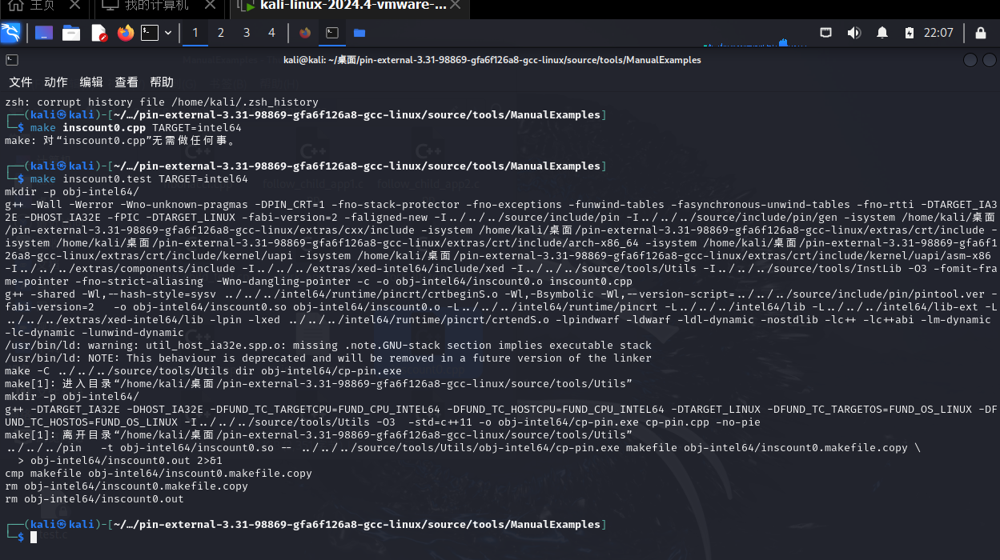 主页
我的计算机
kali-linux-2024.4-vmware-...
1 2 3 4
22:07
kali@kali: ~/桌面/pin-external-3.31-98869-gfa6f126a8-gcc-linux/source/tools/ManualExamples
文件 动作 编辑 查看 帮助
zsh: corrupt history file /home/kali/.zsh_history
┌──(kali㉿kali)-[~/…/pin-external-3.31-98869-gfa6f126a8-gcc-linux/source/tools/ManualExamples]
└─$ make inscount0.cpp TARGET=intel64
make: 对“inscount0.cpp”无需做任何事。
┌──(kali㉿kali)-[~/…/pin-external-3.31-98869-gfa6f126a8-gcc-linux/source/tools/ManualExamples]
└─$ make inscount0.test TARGET=intel64
mkdir -p obj-intel64/
g++ -Wall -Werror -Wno-unknown-pragmas -DPIN_CRT=1 -fno-stack-protector -fno-exceptions -funwind-tables -fasynchronous-unwind-tables -fno-rtti -DTARGET_IA3
2E -DHOST_IA32E -fPIC -DTARGET_LINUX -fabi-version=2 -faligned-new -I../../../source/include/pin -I../../../source/include/pin/gen -isystem /home/kali/桌面
/pin-external-3.31-98869-gfa6f126a8-gcc-linux/extras/cxx/include -isystem /home/kali/桌面/pin-external-3.31-98869-gfa6f126a8-gcc-linux/extras/crt/include -
isystem /home/kali/桌面/pin-external-3.31-98869-gfa6f126a8-gcc-linux/extras/crt/include/arch-x86_64 -isystem /home/kali/桌面/pin-external-3.31-98869-gfa6f1
26a8-gcc-linux/extras/crt/include/kernel/uapi -isystem /home/kali/桌面/pin-external-3.31-98869-gfa6f126a8-gcc-linux/extras/crt/include/kernel/uapi/asm-x86
-I../../../extras/components/include -I../../../extras/xed-intel64/include/xed -I../../../source/tools/Utils -I../../../source/tools/InstLib -O3 -fomit-fra
me-pointer -fno-strict-aliasing  -Wno-dangling-pointer -c -o obj-intel64/inscount0.o inscount0.cpp
g++ -shared -Wl,--hash-style=sysv ../../../intel64/runtime/pincrt/crtbeginS.o -Wl,-Bsymbolic -Wl,--version-script=../../../source/include/pin/pintool.ver -
fabi-version=2   -o obj-intel64/inscount0.so obj-intel64/inscount0.o -L../../../intel64/runtime/pincrt -L../../../intel64/lib -L../../../intel64/lib-ext -L
../../../extras/xed-intel64/lib -lpin -lxed ../../../intel64/runtime/pincrt/crtendS.o -lpindwarf -ldwarf -ldl-dynamic -nostdlib -lc++ -lc++abi -lm-dynamic
-lc-dynamic -lunwind-dynamic
/usr/bin/ld: warning: util_host_ia32e.spp.o: missing .note.GNU-stack section implies executable stack
/usr/bin/ld: NOTE: This behaviour is deprecated and will be removed in a future version of the linker
make -C ../../../source/tools/Utils dir obj-intel64/cp-pin.exe
make[1]: 进入目录“/home/kali/桌面/pin-external-3.31-98869-gfa6f126a8-gcc-linux/source/tools/Utils”
mkdir -p obj-intel64/
g++ -DTARGET_IA32E -DHOST_IA32E -DFUND_TC_TARGETCPU=FUND_CPU_INTEL64 -DFUND_TC_HOSTCPU=FUND_CPU_INTEL64 -DTARGET_LINUX -DFUND_TC_TARGETOS=FUND_OS_LINUX -DF
UND_TC_HOSTOS=FUND_OS_LINUX -I../../../source/tools/Utils -O3  -std=c++11 -o obj-intel64/cp-pin.exe cp-pin.cpp -no-pie
make[1]: 离开目录“/home/kali/桌面/pin-external-3.31-98869-gfa6f126a8-gcc-linux/source/tools/Utils”
../../../pin   -t obj-intel64/inscount0.so -- ../../../source/tools/Utils/obj-intel64/cp-pin.exe makefile obj-intel64/inscount0.makefile.copy \
  > obj-intel64/inscount0.out 2>&1
cmp makefile obj-intel64/inscount0.makefile.copy
rm obj-intel64/inscount0.makefile.copy
rm obj-intel64/inscount0.out
┌──(kali㉿kali)-[~/…/pin-external-3.31-98869-gfa6f126a8-gcc-linux/source/tools/ManualExamples]
└─$